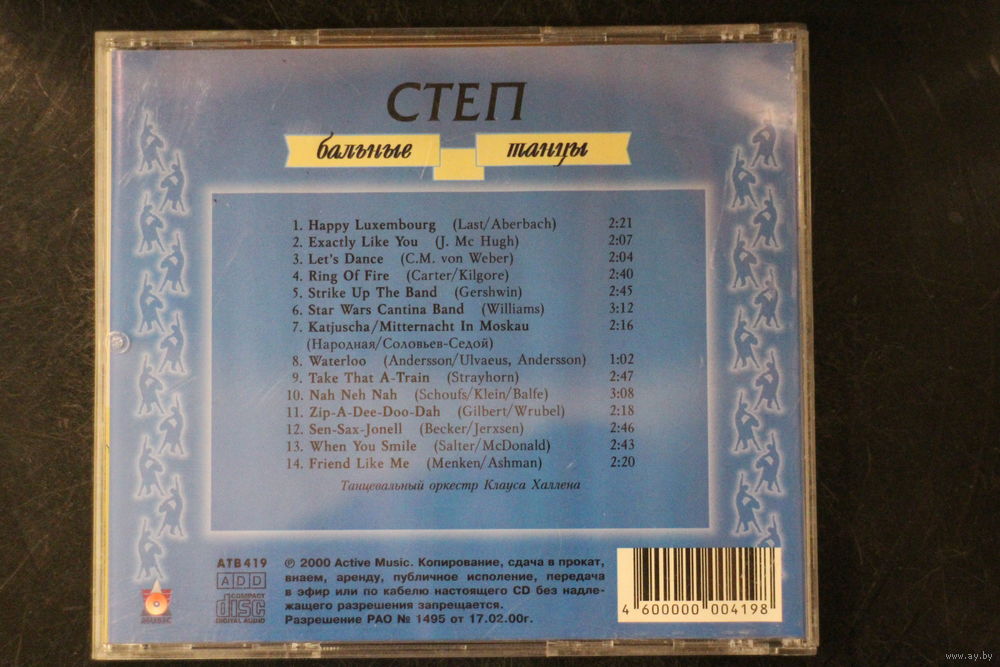 СТЕП
бальные танцы
1. Happy Luxembourg (Last/Aberbach) 2:21
2. Exactly Like You (J. Mc Hugh) 2:07
3. Let's Dance (C.M. von Weber) 2:04
4. Ring Of Fire (Carter/Kilgore) 2:40
5. Strike Up The Band (Gershwin) 2:45
6. Star Wars Cantina Band (Williams) 3:12
7. Katjuscha/Mitternacht In Moskau 2:16
(Народная/Соловьев-Седой)
8. Waterloo (Andersson/Ulvaeus, Andersson) 1:02
9. Take That A-Train (Strayhorn) 2:47
10. Nah Neh Nah (Schoufs/Klein/Balfe) 3:08
11. Zip-A-Dee-Doo-Dah (Gilbert/Wrubel) 2:18
12. Sen-Sax-Jonell (Becker/Jerxsen) 2:46
13. When You Smile (Salter/McDonald) 2:43
14. Friend Like Me (Menken/Ashman) 2:20
Танцевальный оркестр Клауса Халлена
ATB419
ADD
COMPACT
disc
DIGITAL AUDIO
℗ 2000 Active Music. Копирование, сдача в прокат,
внаем, аренду, публичное исполение, передача
в эфир или по кабелю настоящего CD без надле-
жащего разрешения запрещается.
Разрешение РАО № 1495 от 17.02.00г.
4 600000 004198
www.ay.by